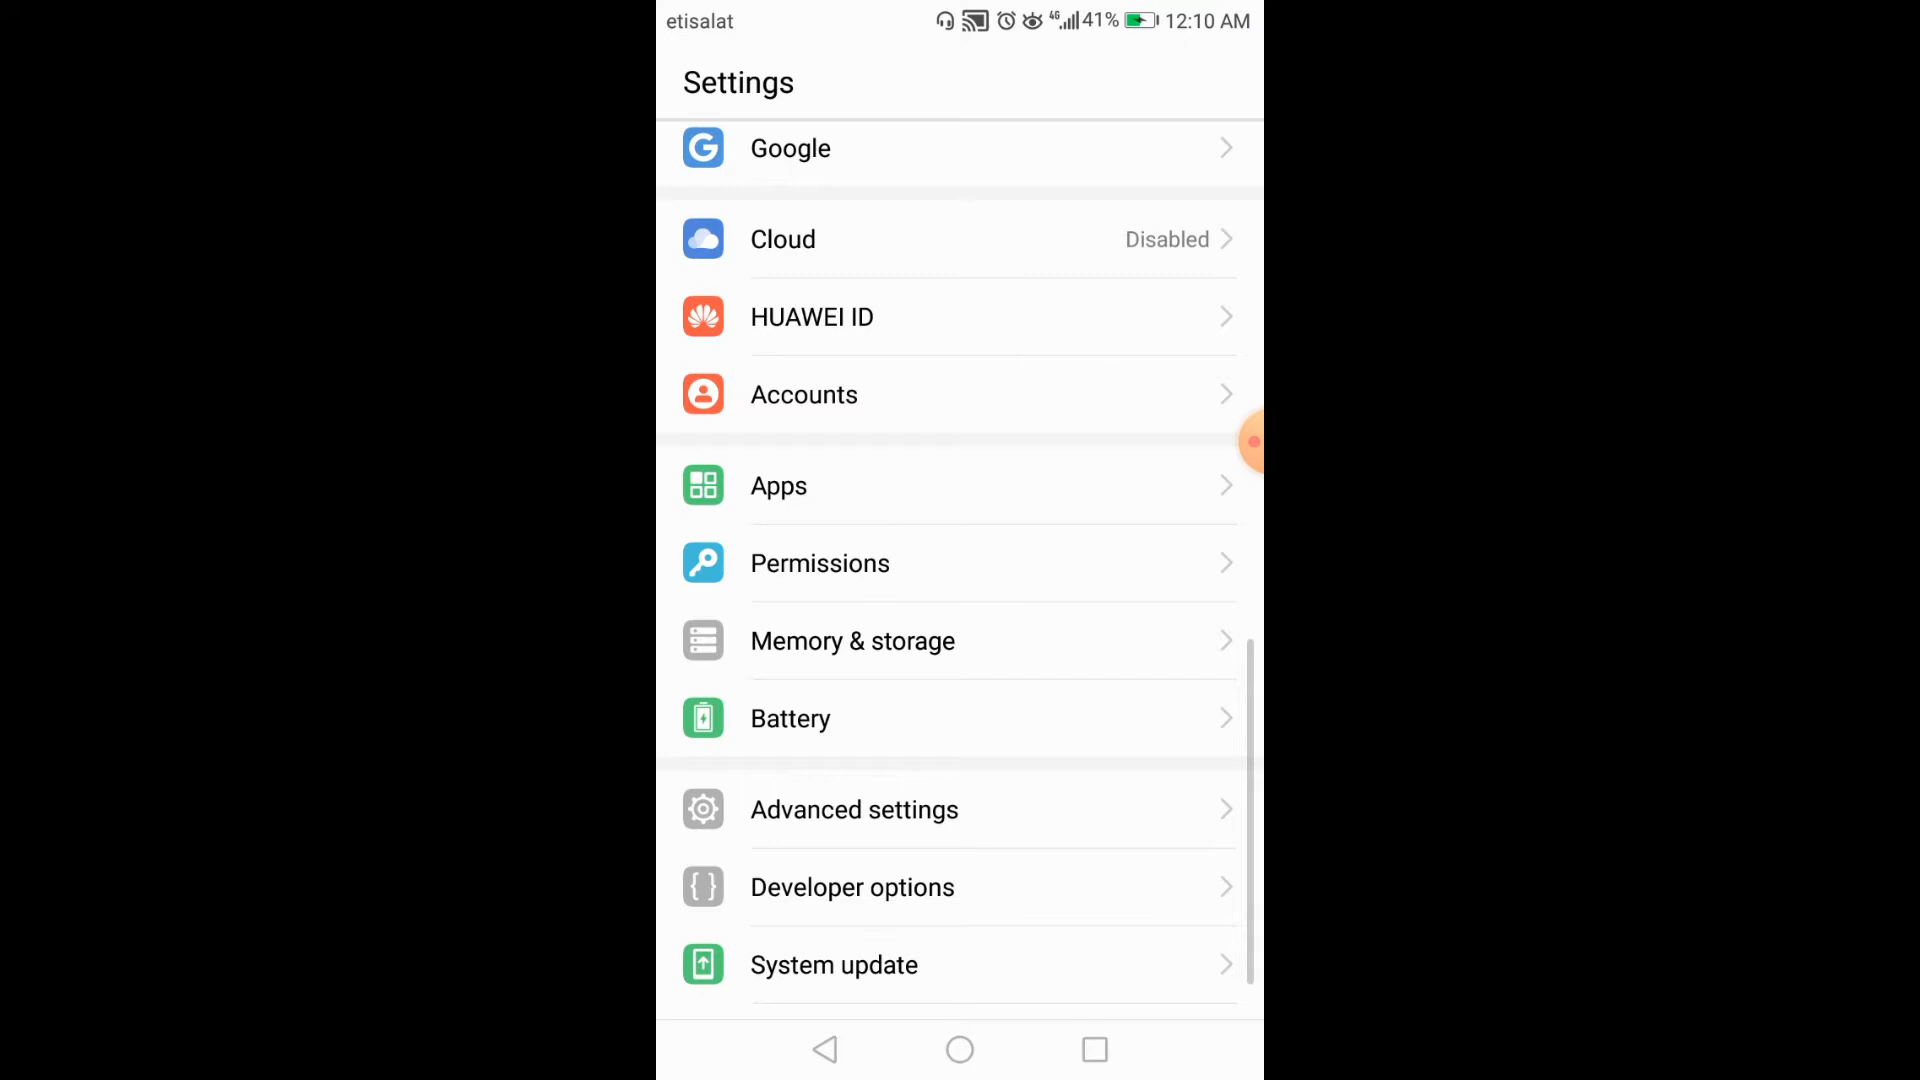 etisalat 4G 41% 12:10 AM
Settings
Google
Cloud Disabled
HUAWEI ID
Accounts
Apps
Permissions
Memory & storage
Battery
Advanced settings
Developer options
System update